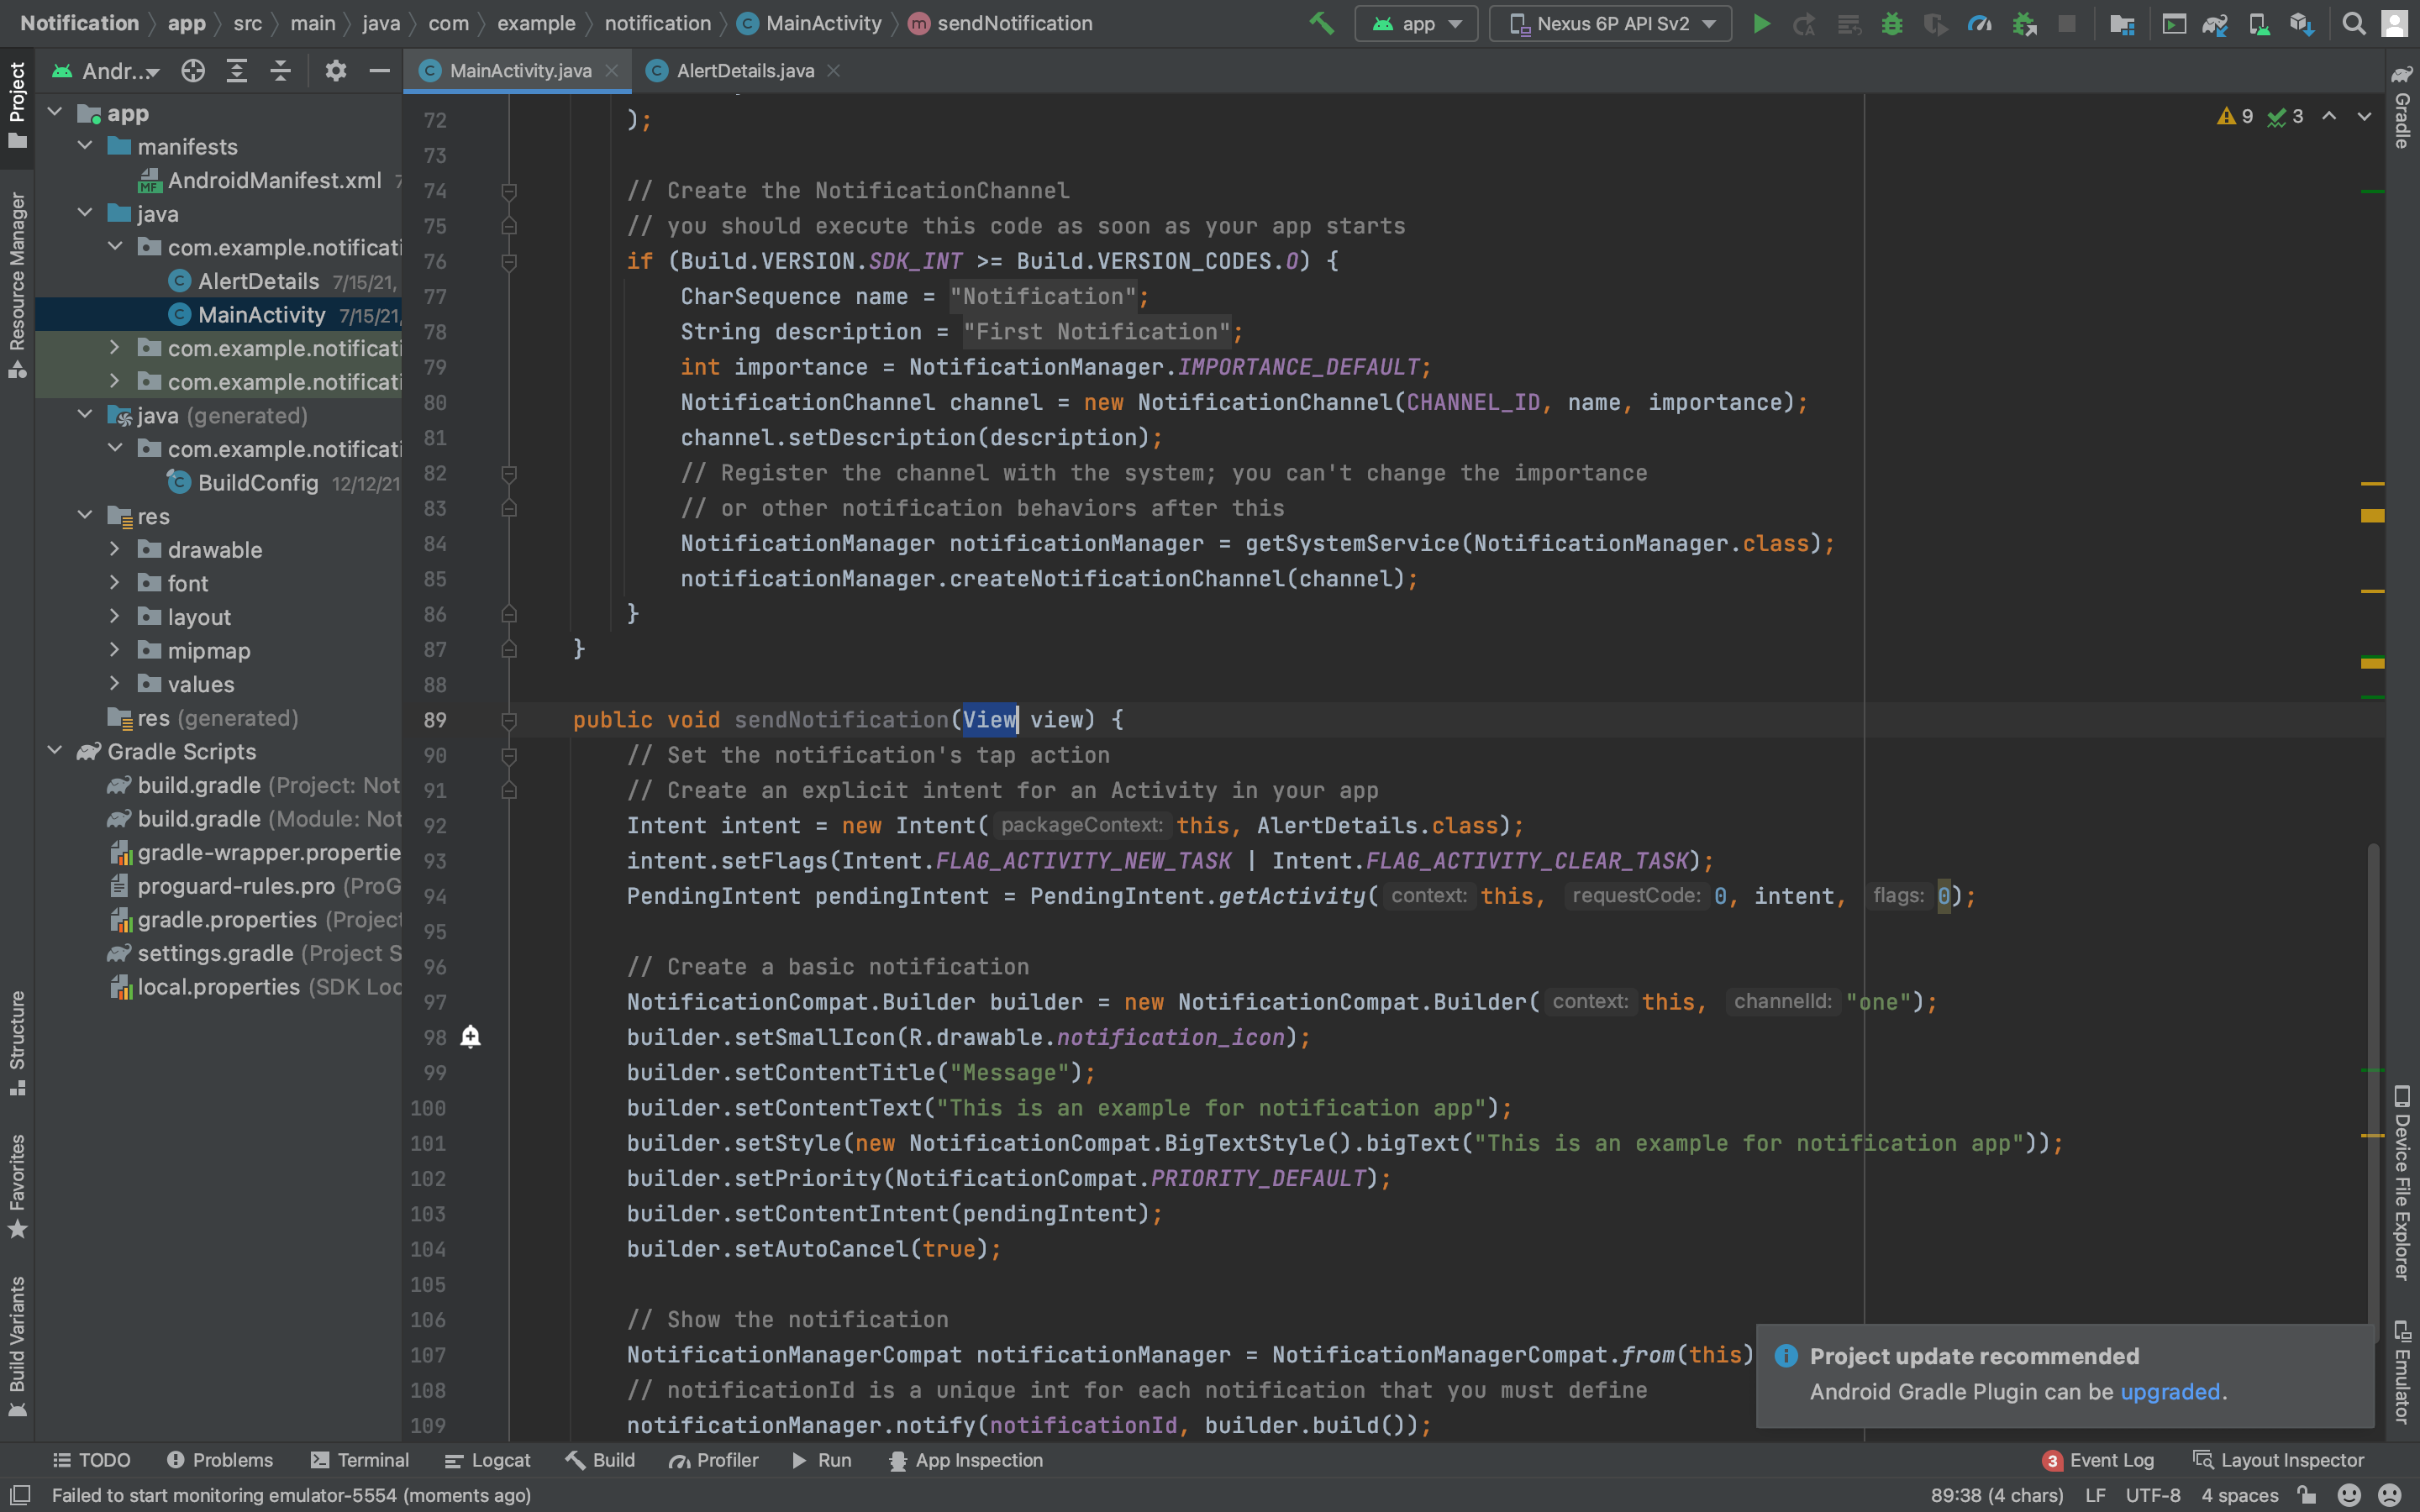 Notification app src main java com example notification MainActivity sendNotification app Nexus 6P API Sv2
Andr... MainActivity.java AlertDetails.java
Project
Resource Manager
Structure
Favorites
Build Variants
app
manifests
AndroidManifest.xml
java
com.example.notificati
AlertDetails 7/15/21,
MainActivity 7/15/21,
com.example.notificati
com.example.notificati
java (generated)
com.example.notificati
BuildConfig 12/12/21
res
drawable
font
layout
mipmap
values
res (generated)
Gradle Scripts
build.gradle (Project: Not
build.gradle (Module: Not
gradle-wrapper.propertie
proguard-rules.pro (ProG
gradle.properties (Project
settings.gradle (Project S
local.properties (SDK Loc
9 3
72 );
73
74 // Create the NotificationChannel
75 // you should execute this code as soon as your app starts
76 if (Build.VERSION.SDK_INT >= Build.VERSION_CODES.O) {
77 CharSequence name = "Notification";
78 String description = "First Notification";
79 int importance = NotificationManager.IMPORTANCE_DEFAULT;
80 NotificationChannel channel = new NotificationChannel(CHANNEL_ID, name, importance);
81 channel.setDescription(description);
82 // Register the channel with the system; you can't change the importance
83 // or other notification behaviors after this
84 NotificationManager notificationManager = getSystemService(NotificationManager.class);
85 notificationManager.createNotificationChannel(channel);
86 }
87 }
88
89 public void sendNotification(View view) {
90 // Set the notification's tap action
91 // Create an explicit intent for an Activity in your app
92 Intent intent = new Intent( packageContext: this, AlertDetails.class);
93 intent.setFlags(Intent.FLAG_ACTIVITY_NEW_TASK | Intent.FLAG_ACTIVITY_CLEAR_TASK);
94 PendingIntent pendingIntent = PendingIntent.getActivity( context: this, requestCode: 0, intent, flags: 0);
95
96 // Create a basic notification
97 NotificationCompat.Builder builder = new NotificationCompat.Builder( context: this, channelId: "one");
98 builder.setSmallIcon(R.drawable.notification_icon);
99 builder.setContentTitle("Message");
100 builder.setContentText("This is an example for notification app");
101 builder.setStyle(new NotificationCompat.BigTextStyle().bigText("This is an example for notification app"));
102 builder.setPriority(NotificationCompat.PRIORITY_DEFAULT);
103 builder.setContentIntent(pendingIntent);
104 builder.setAutoCancel(true);
105
106 // Show the notification
107 NotificationManagerCompat notificationManager = NotificationManagerCompat.from(this)
108 // notificationId is a unique int for each notification that you must define
109 notificationManager.notify(notificationId, builder.build());
Project update recommended
Android Gradle Plugin can be upgraded.
Gradle
Device File Explorer
Emulator
TODO Problems Terminal Logcat Build Profiler Run App Inspection 3 Event Log Layout Inspector
Failed to start monitoring emulator-5554 (moments ago) 89:38 (4 chars) LF UTF-8 4 spaces